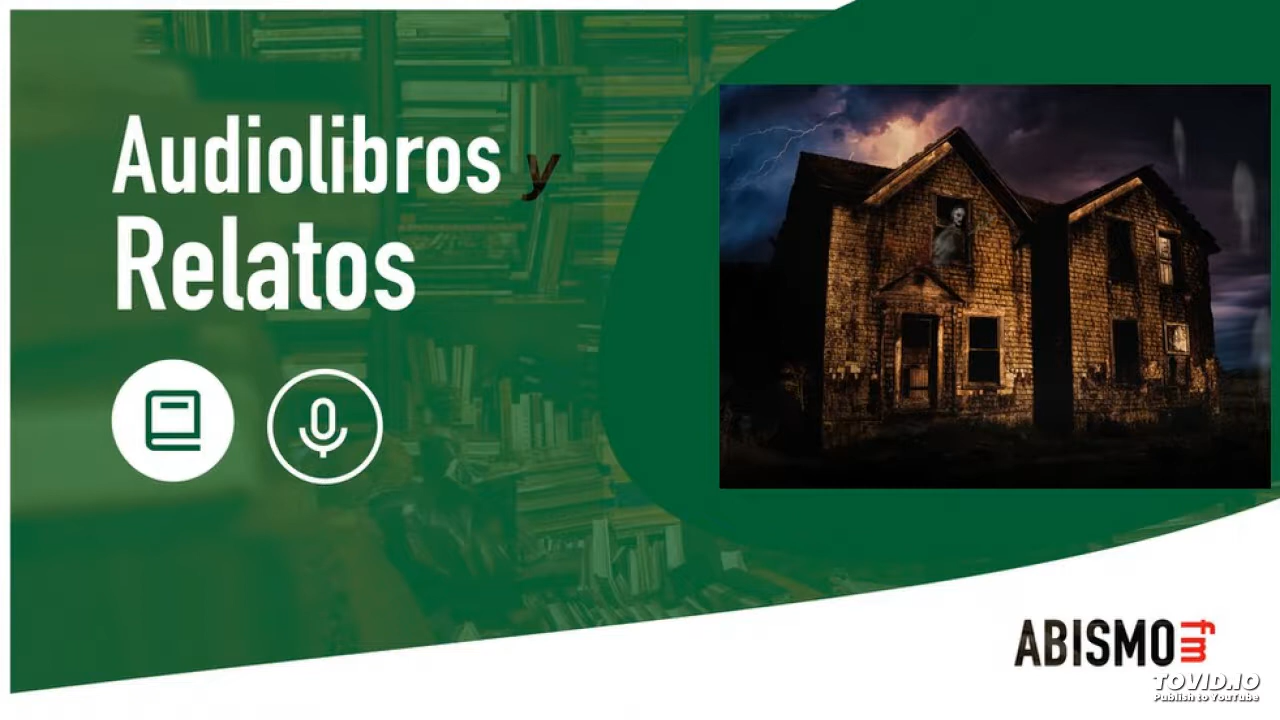 Audiolibros y
Relatos
ABISMO fm
TOVID.IO
Publish to YouTube